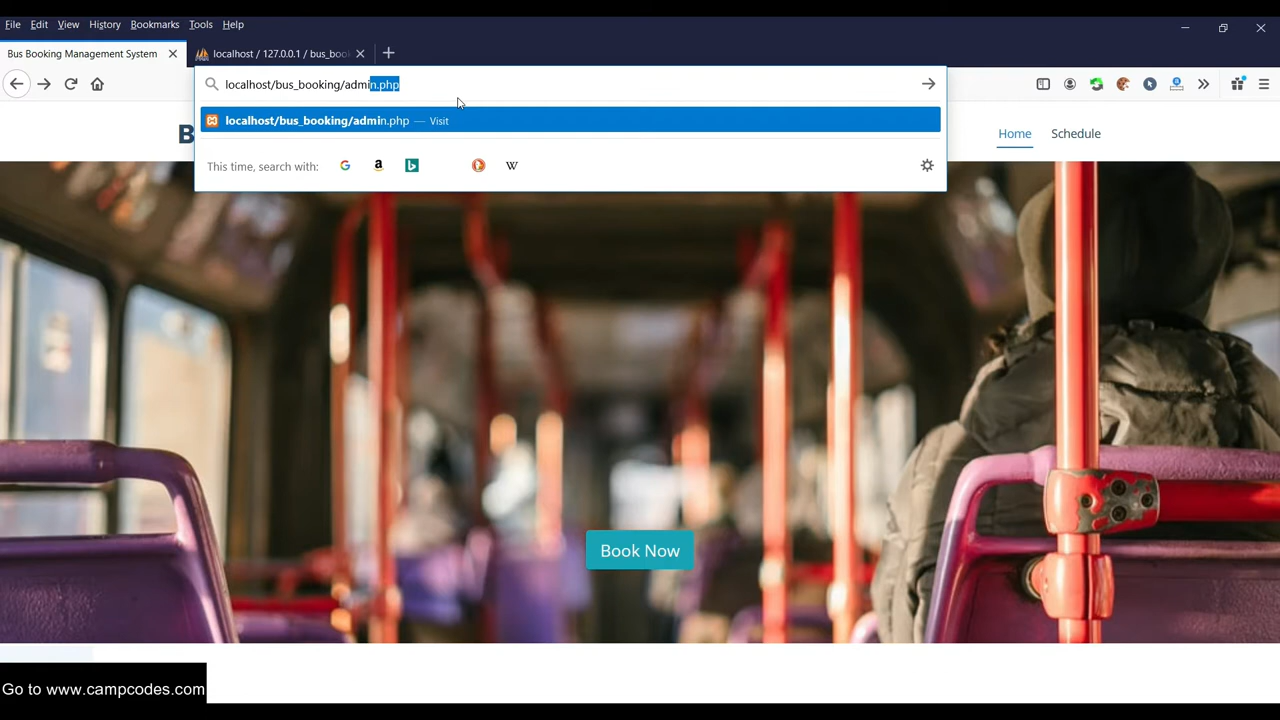 File Edit View History Bookmarks Tools Help
Bus Booking Management System
localhost / 127.0.0.1 / bus_book
localhost/bus_booking/admin.php
localhost/bus_booking/admin.php — Visit
This time, search with:
B
Home Schedule
Book Now
Go to www.campcodes.com